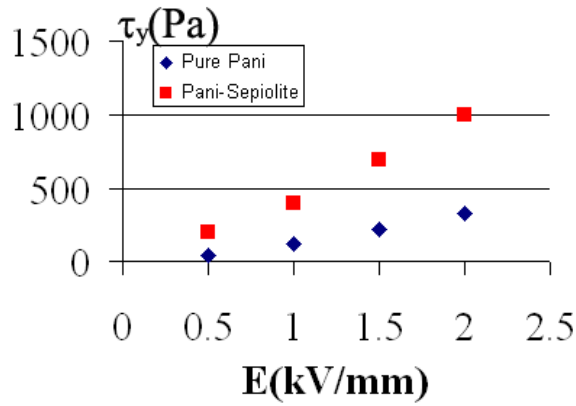 τy(Pa)
1500
Pure Pani
Pani-Sepiolite
1000
500
0
0 0.5 1 1.5 2 2.5
E(kV/mm)